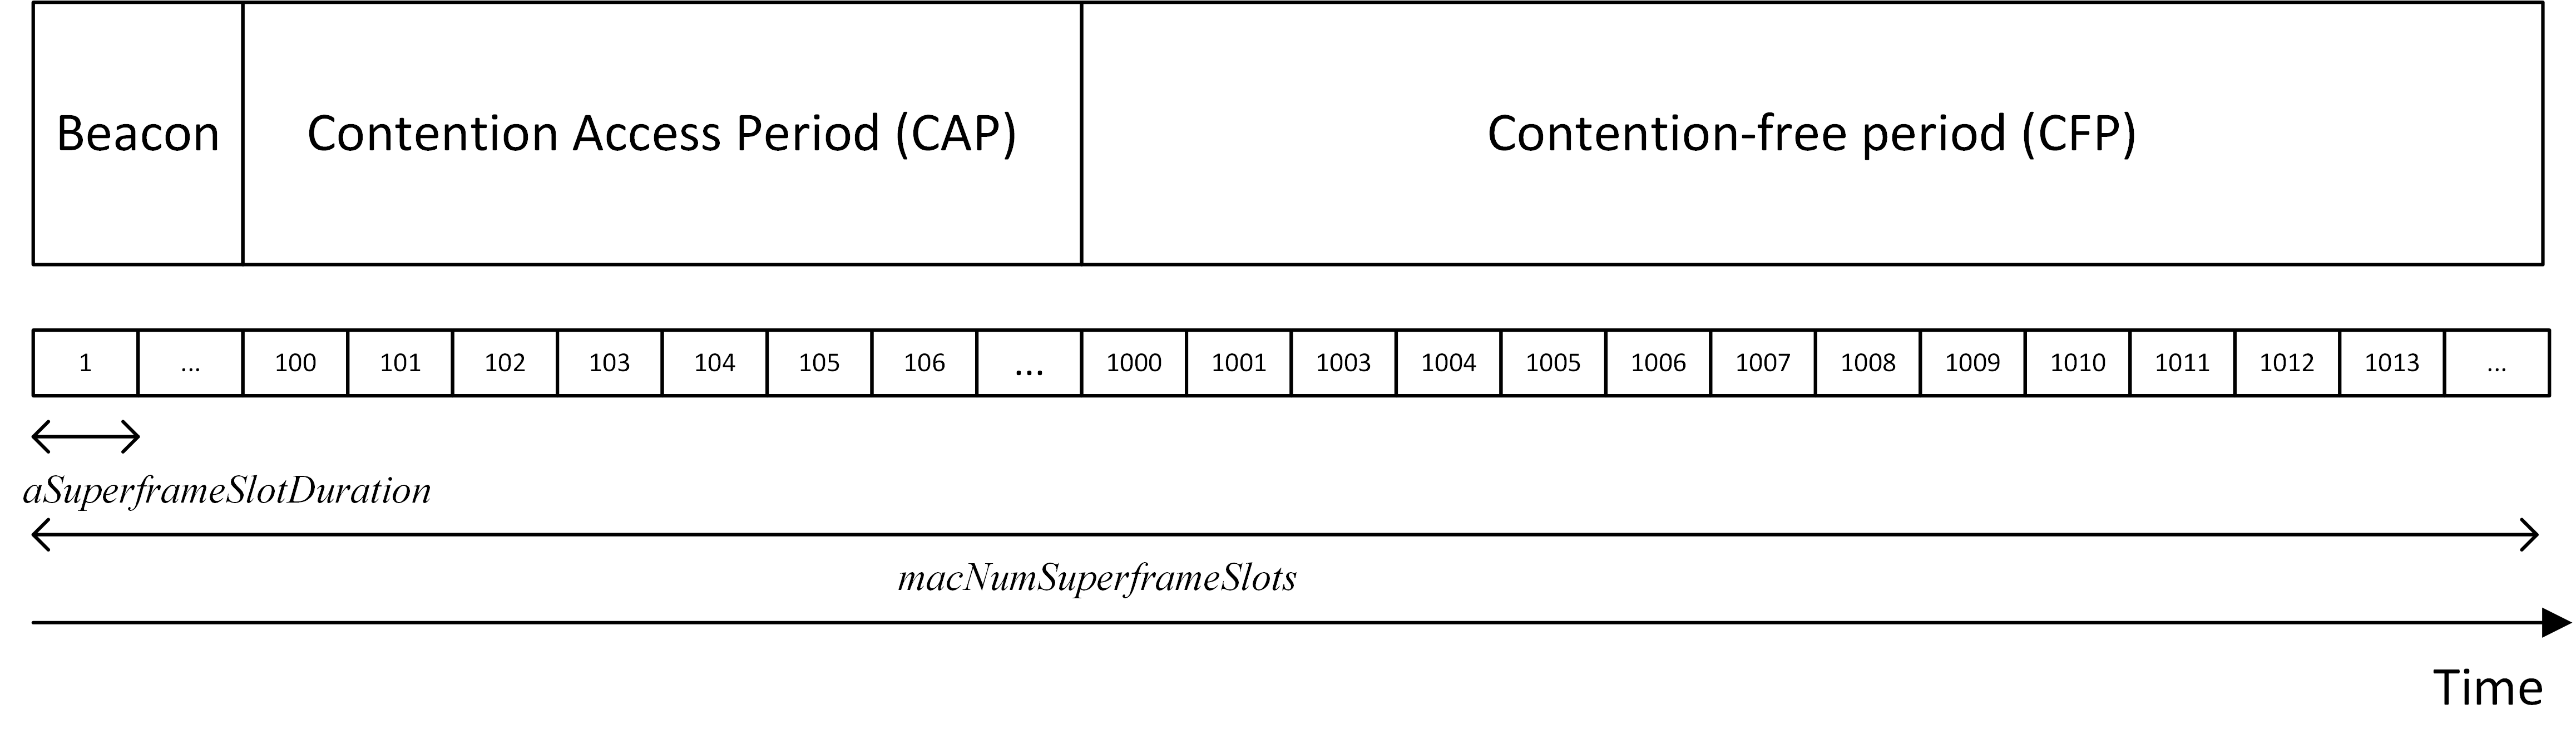 Beacon Contention Access Period (CAP) Contention-free period (CFP)
1 ... 100 101 102 103 104 105 106 ... 1000 1001 1003 1004 1005 1006 1007 1008 1009 1010 1011 1012 1013 ...
aSuperframeSlotDuration
macNumSuperframeSlots
Time